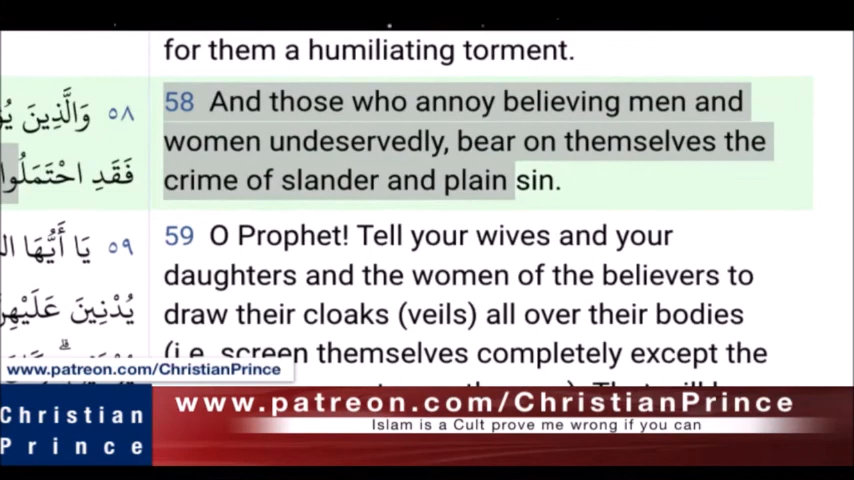 for them a humiliating torment.
58 And those who annoy believing men and
women undeservedly, bear on themselves the
crime of slander and plain sin.
٥٨ وَالَّذِينَ
فَقَدِ احْتَمَلُوا
59 O Prophet! Tell your wives and your
daughters and the women of the believers to
draw their cloaks (veils) all over their bodies
(i.e. screen themselves completely except the
٥٩ يَا أَيُّهَا
يُدْنِينَ عَلَيْهِنَّ
www.patreon.com/ChristianPrince
Christian
Prince
www.patreon.com/ChristianPrince
Islam is a Cult prove me wrong if you can